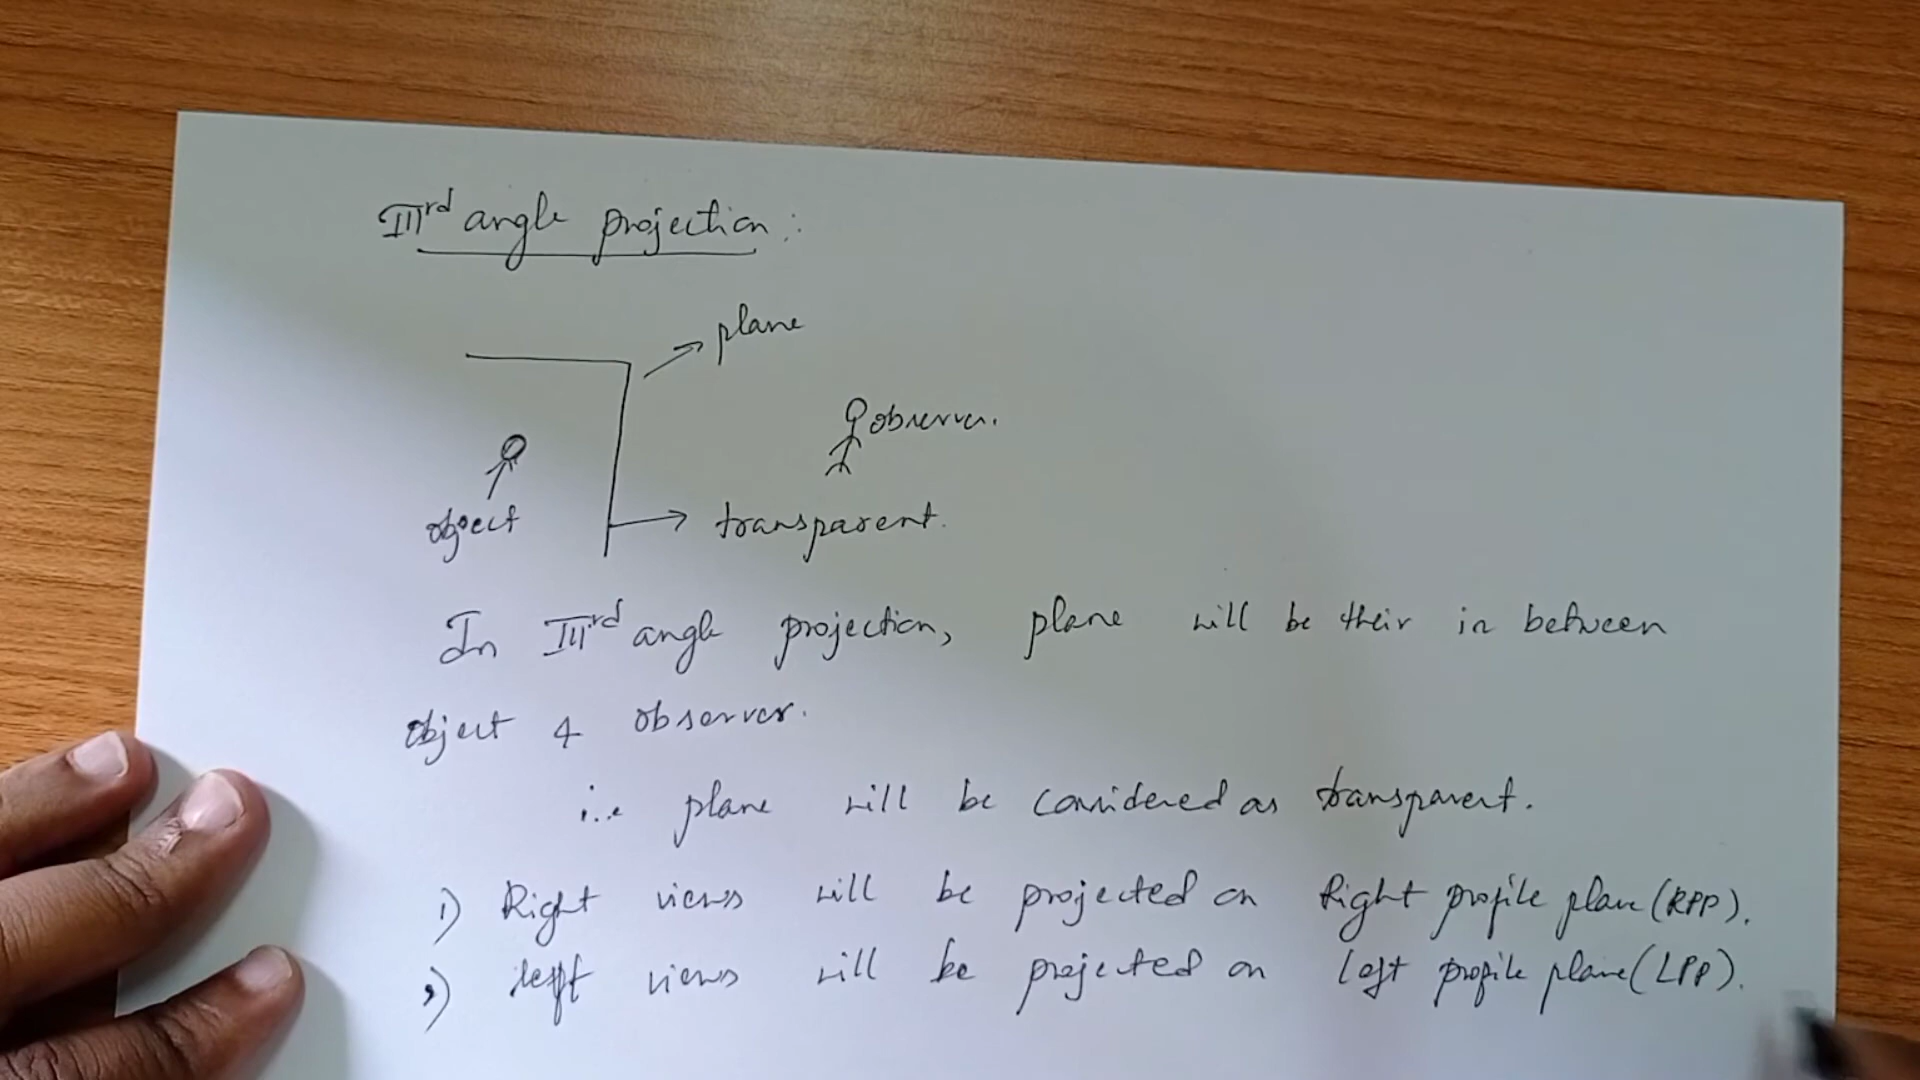 IIIrd angle projection:
plane
observer.
object
transparent.
In IIIrd angle projection, plane will be their in between
object & observer.
i.e plane will be considered as transparent.
1) Right views will be projected on Right profile plane (RPP).
2) left views will be projected on left profile plane (LPP).